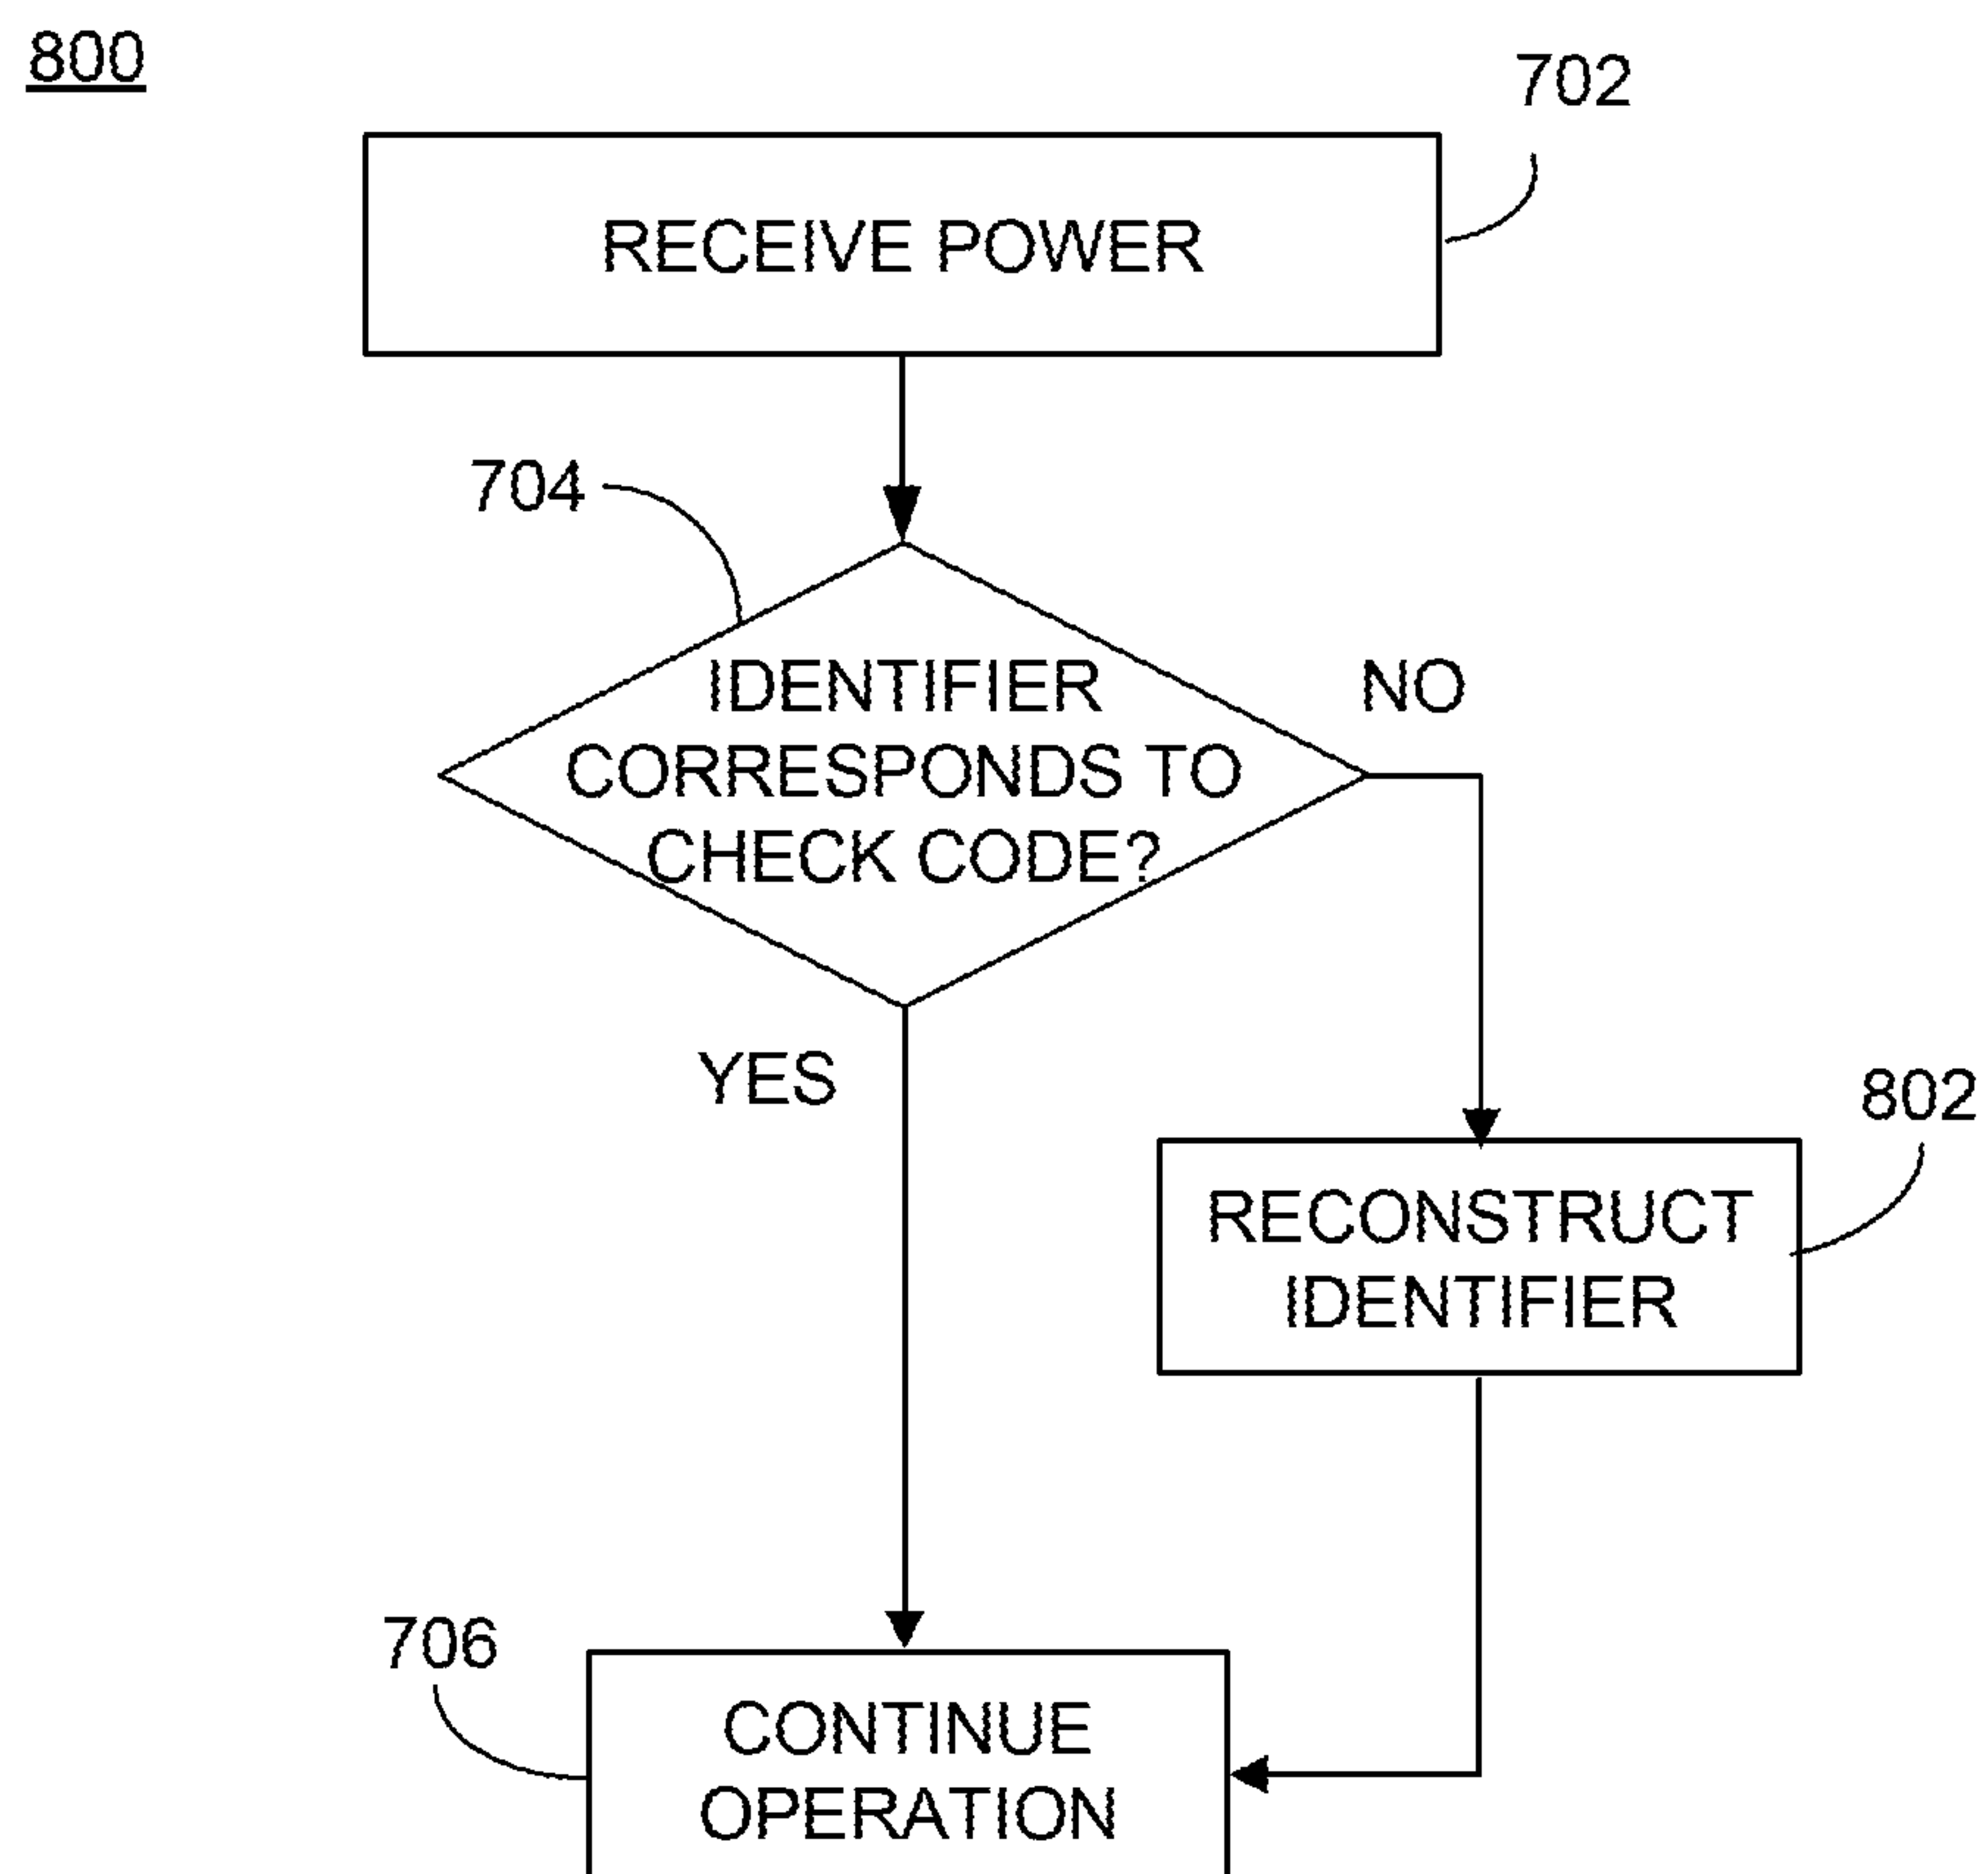 800
702
RECEIVE POWER
704
IDENTIFIER
CORRESPONDS TO
CHECK CODE?
NO
YES
802
RECONSTRUCT
IDENTIFIER
706
CONTINUE
OPERATION